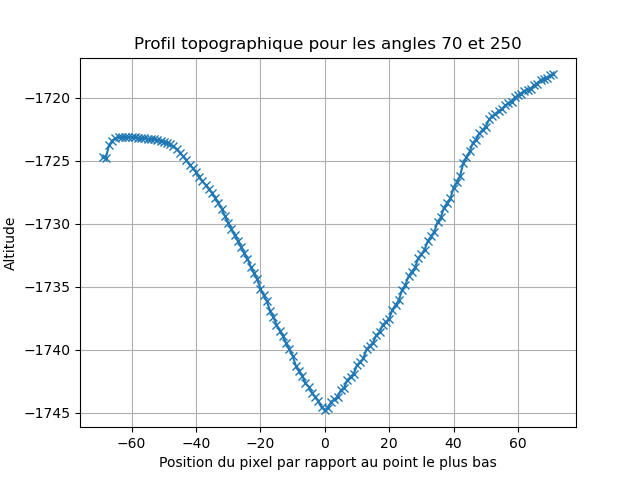 Profil topographique pour les angles 70 et 250
Altitude
−1720
−1725
−1730
−1735
−1740
−1745
−60 −40 −20 0 20 40 60
Position du pixel par rapport au point le plus bas